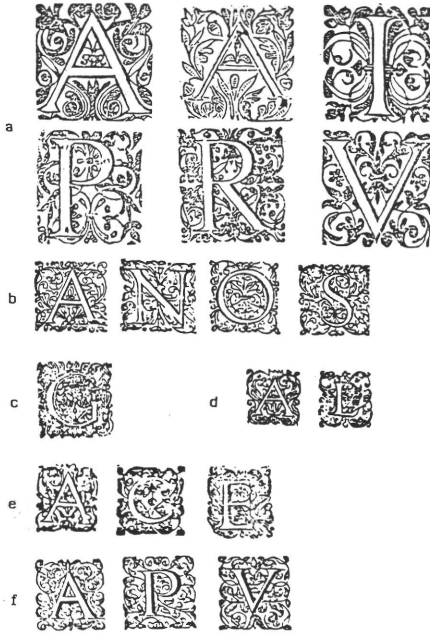 A A I
a
P R V
b A N O S
c G d A L
e A C E
f A P V